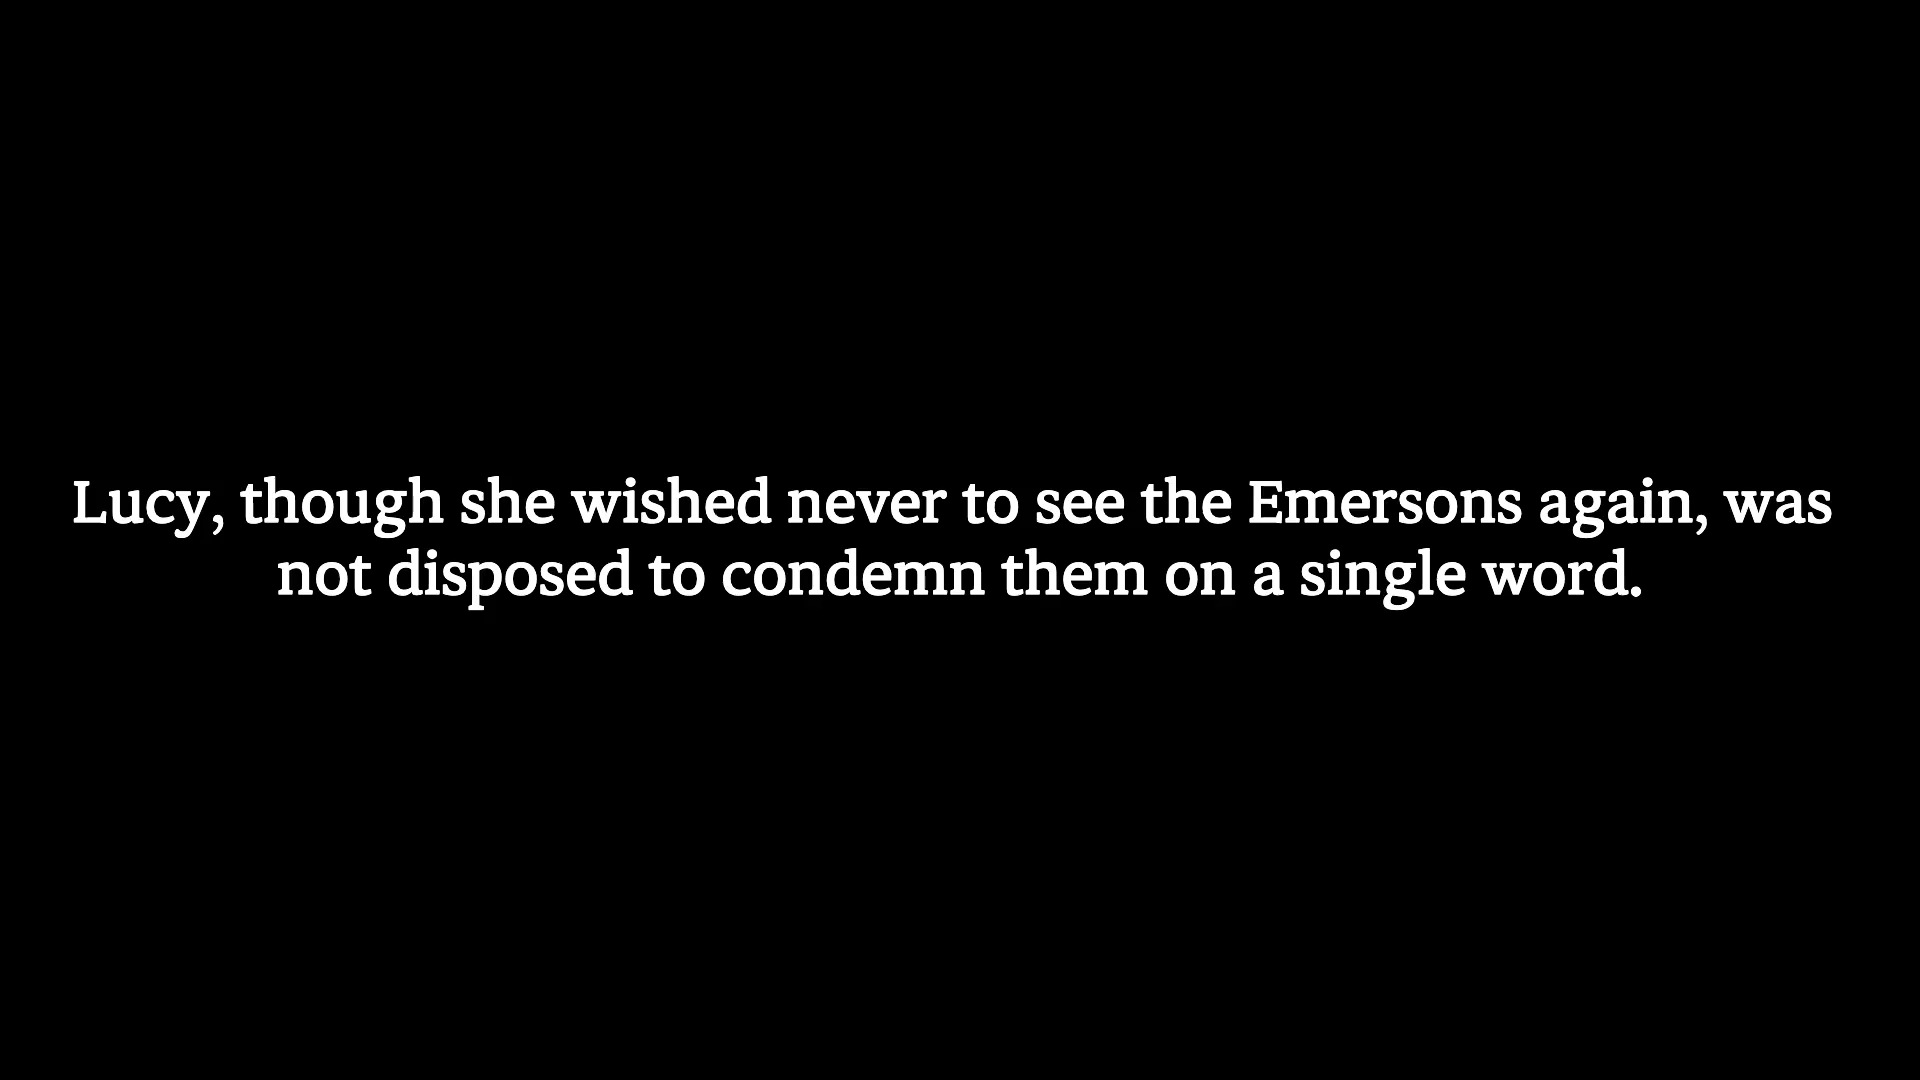 Lucy, though she wished never to see the Emersons again, was
not disposed to condemn them on a single word.